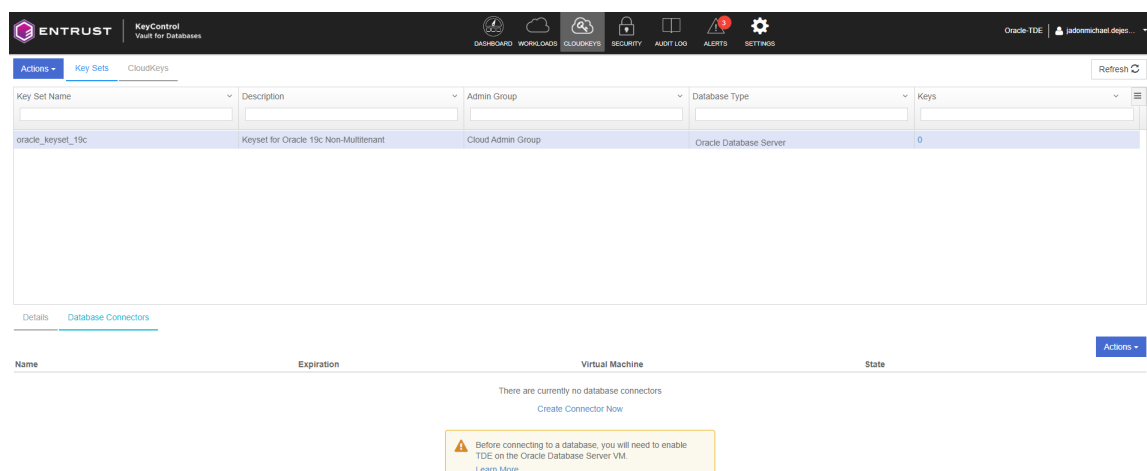 ENTRUST
KeyControl
Vault for Databases
DASHBOARD WORKLOADS CLOUDKEYS SECURITY AUDIT LOG ALERTS SETTINGS
3
Oracle-TDE jadonmichael.dejes...
Actions Key Sets CloudKeys Refresh
Key Set Name Description Admin Group Database Type Keys
oracle_keyset_19c Keyset for Oracle 19c Non-Multitenant Cloud Admin Group Oracle Database Server 0
Details Database Connectors
Actions
Name Expiration Virtual Machine State
There are currently no database connectors
Create Connector Now
Before connecting to a database, you will need to enable
TDE on the Oracle Database Server VM.
Learn More